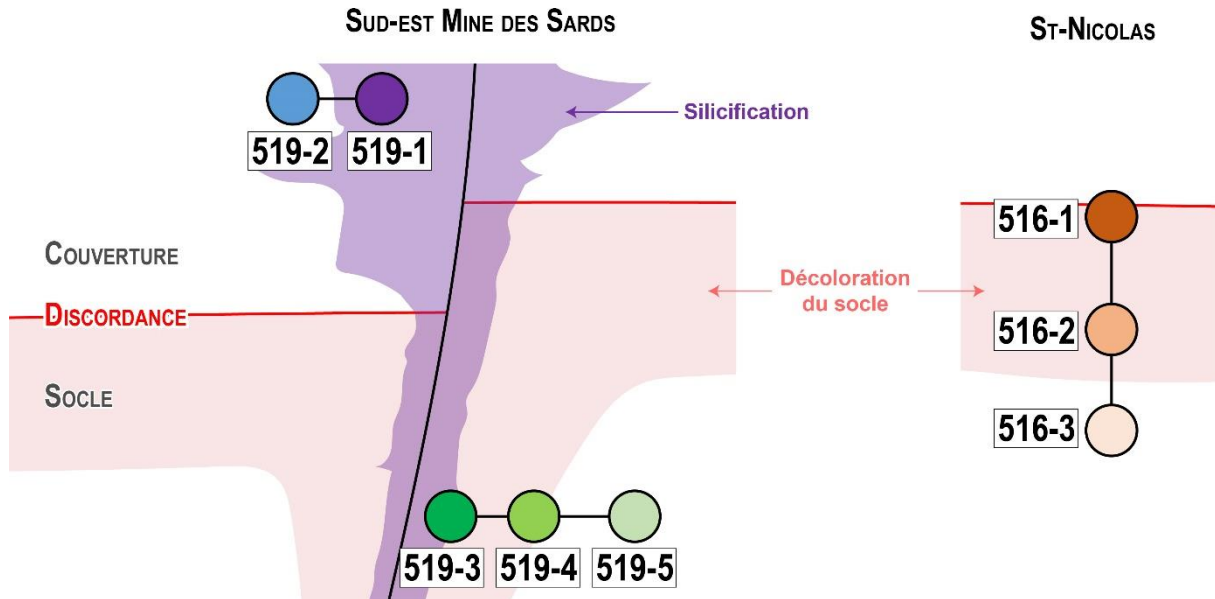 SUD-EST MINE DES SARDS
ST-NICOLAS
Silicification
519-2
519-1
516-1
COUVERTURE
Décoloration
du socle
DISCORDANCE
516-2
SOCLE
516-3
519-3
519-4
519-5